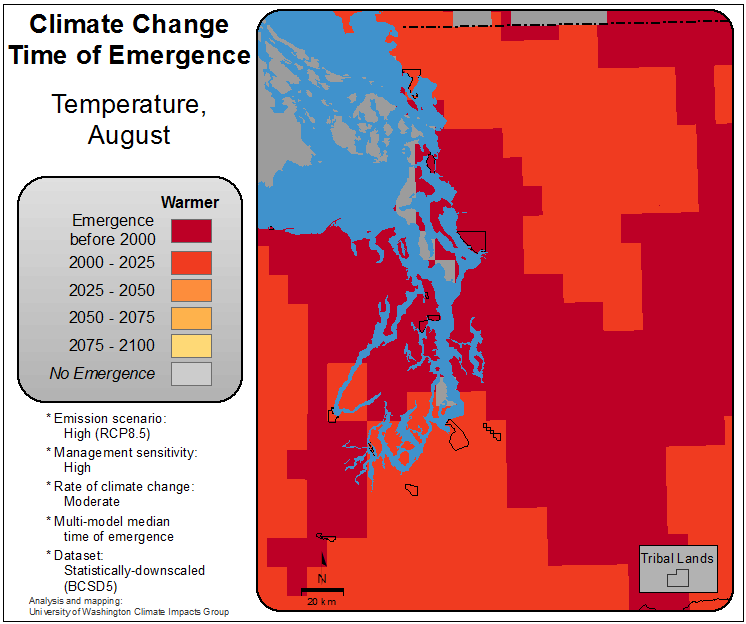 Climate Change
Time of Emergence
Temperature,
August
Warmer
Emergence
before 2000
2000 - 2025
2025 - 2050
2050 - 2075
2075 - 2100
No Emergence
* Emission scenario:
High (RCP8.5)
* Management sensitivity:
High
* Rate of climate change:
Moderate
* Multi-model median
time of emergence
* Dataset:
Statistically-downscaled
(BCSD5)
Analysis and mapping:
University of Washington Climate Impacts Group
N
20 km
Tribal Lands